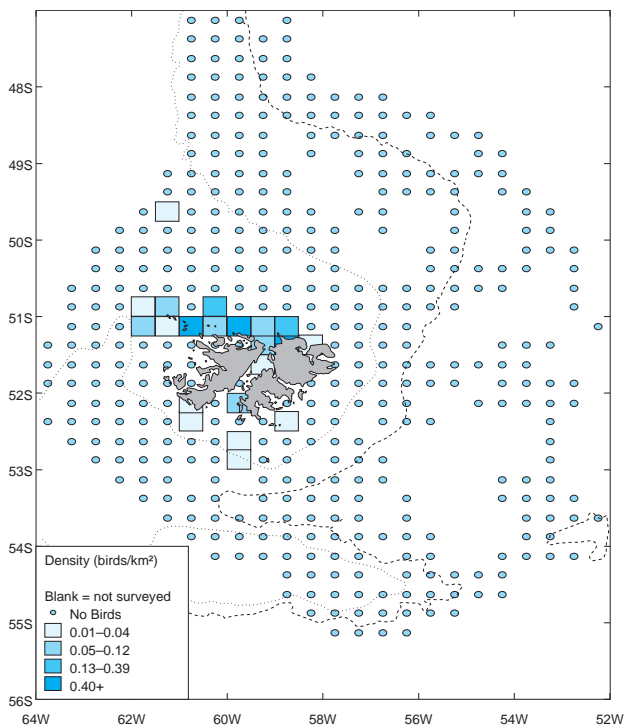 48S
49S
50S
51S
52S
53S
54S
55S
56S
Density (birds/km²)
Blank = not surveyed
No Birds
0.01–0.04
0.05–0.12
0.13–0.39
0.40+
64W 62W 60W 58W 56W 54W 52W